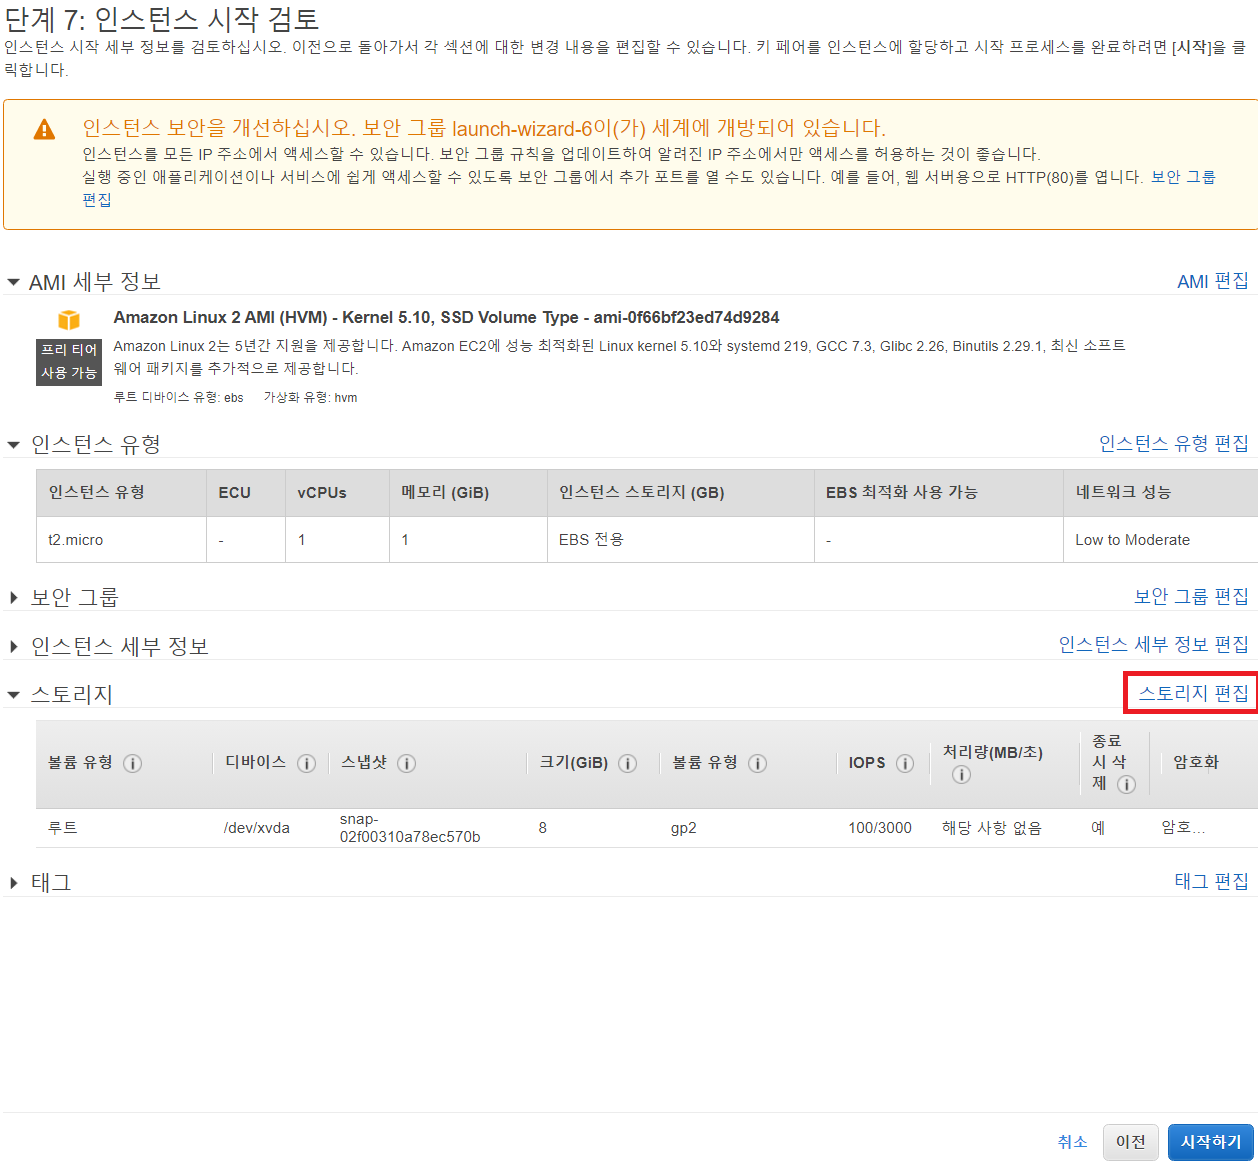 단계 7: 인스턴스 시작 검토
인스턴스 시작 세부 정보를 검토하십시오. 이전으로 돌아가서 각 섹션에 대한 변경 내용을 편집할 수 있습니다. 키 페어를 인스턴스에 할당하고 시작 프로세스를 완료하려면 [시작]을 클
릭합니다.
인스턴스 보안을 개선하십시오. 보안 그룹 launch-wizard-6이(가) 세계에 개방되어 있습니다.
인스턴스를 모든 IP 주소에서 액세스할 수 있습니다. 보안 그룹 규칙을 업데이트하여 알려진 IP 주소에서만 액세스를 허용하는 것이 좋습니다.
실행 중인 애플리케이션이나 서비스에 쉽게 액세스할 수 있도록 보안 그룹에서 추가 포트를 열 수도 있습니다. 예를 들어, 웹 서버용으로 HTTP(80)를 엽니다. 보안 그룹
편집
AMI 세부 정보 AMI 편집
Amazon Linux 2 AMI (HVM) - Kernel 5.10, SSD Volume Type - ami-0f66bf23ed74d9284
프리 티어
사용 가능
Amazon Linux 2는 5년간 지원을 제공합니다. Amazon EC2에 성능 최적화된 Linux kernel 5.10와 systemd 219, GCC 7.3, Glibc 2.26, Binutils 2.29.1, 최신 소프트
웨어 패키지를 추가적으로 제공합니다.
루트 디바이스 유형: ebs 가상화 유형: hvm
인스턴스 유형 인스턴스 유형 편집
인스턴스 유형 ECU vCPUs 메모리 (GiB) 인스턴스 스토리지 (GB) EBS 최적화 사용 가능 네트워크 성능
t2.micro - 1 1 EBS 전용 - Low to Moderate
보안 그룹 보안 그룹 편집
인스턴스 세부 정보 인스턴스 세부 정보 편집
스토리지 스토리지 편집
볼륨 유형 디바이스 스냅샷 크기(GiB) 볼륨 유형 IOPS 처리량(MB/초) 종료 시 삭제 암호화
루트 /dev/xvda snap-02f00310a78ec570b 8 gp2 100/3000 해당 사항 없음 예 암호...
태그 태그 편집
취소 이전 시작하기